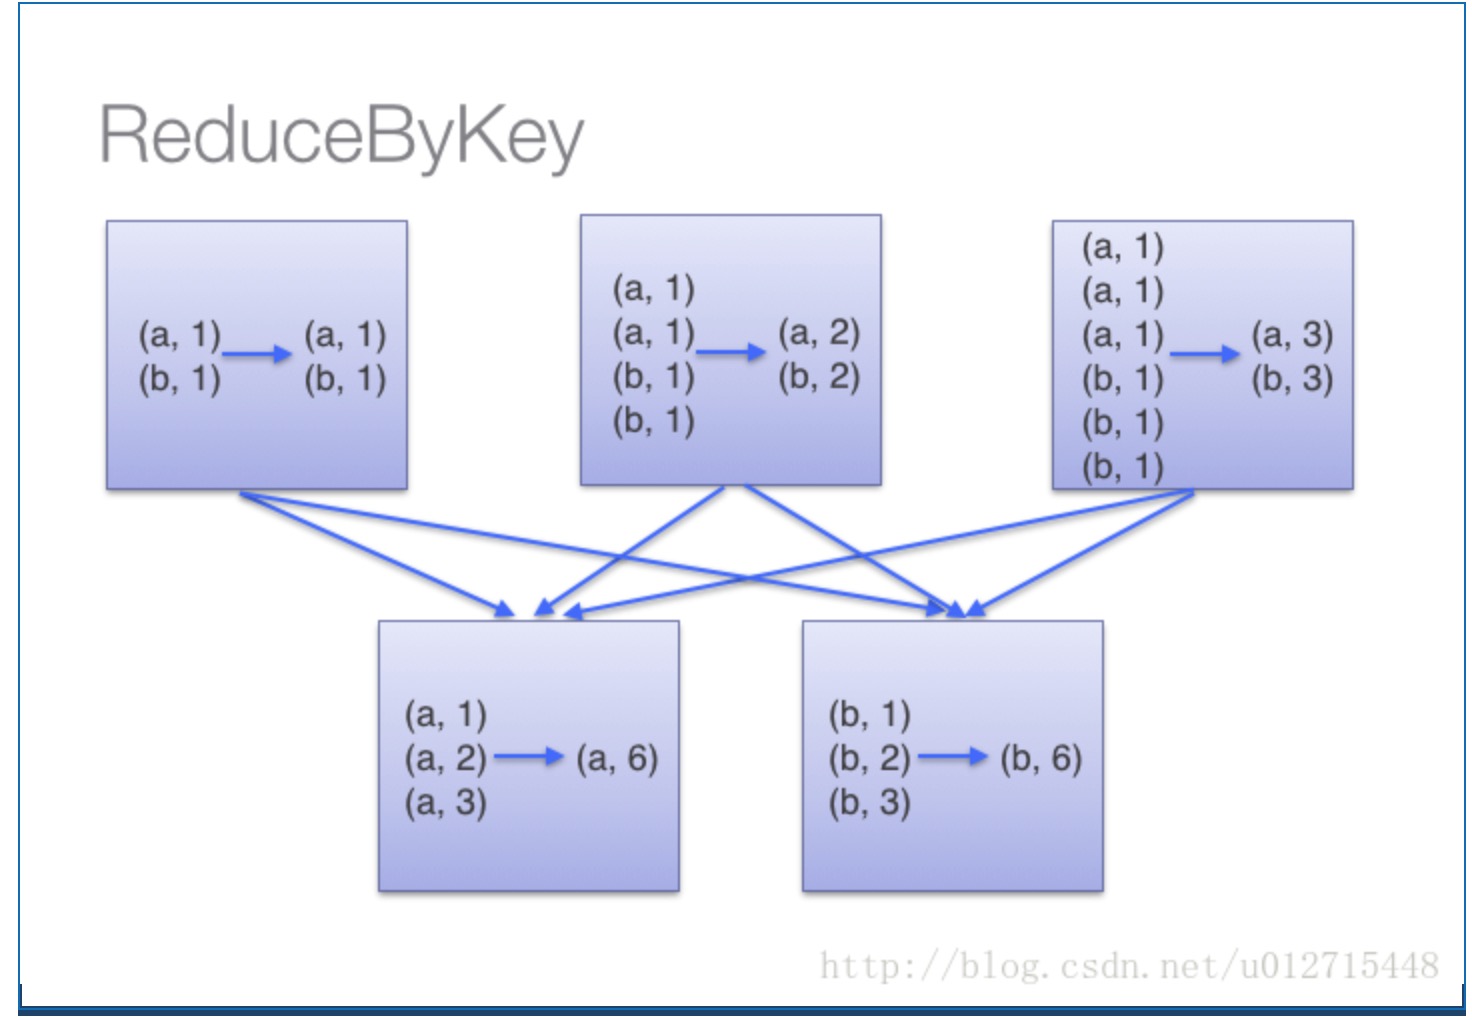 ReduceByKey
(a, 1)
(b, 1)
(a, 1)
(b, 1)
(a, 1)
(a, 1)
(b, 1)
(b, 1)
(a, 2)
(b, 2)
(a, 1)
(a, 1)
(a, 1)
(b, 1)
(b, 1)
(b, 1)
(a, 3)
(b, 3)
(a, 1)
(a, 2)
(a, 3)
(a, 6)
(b, 1)
(b, 2)
(b, 3)
(b, 6)
http://blog.csdn.net/u012715448